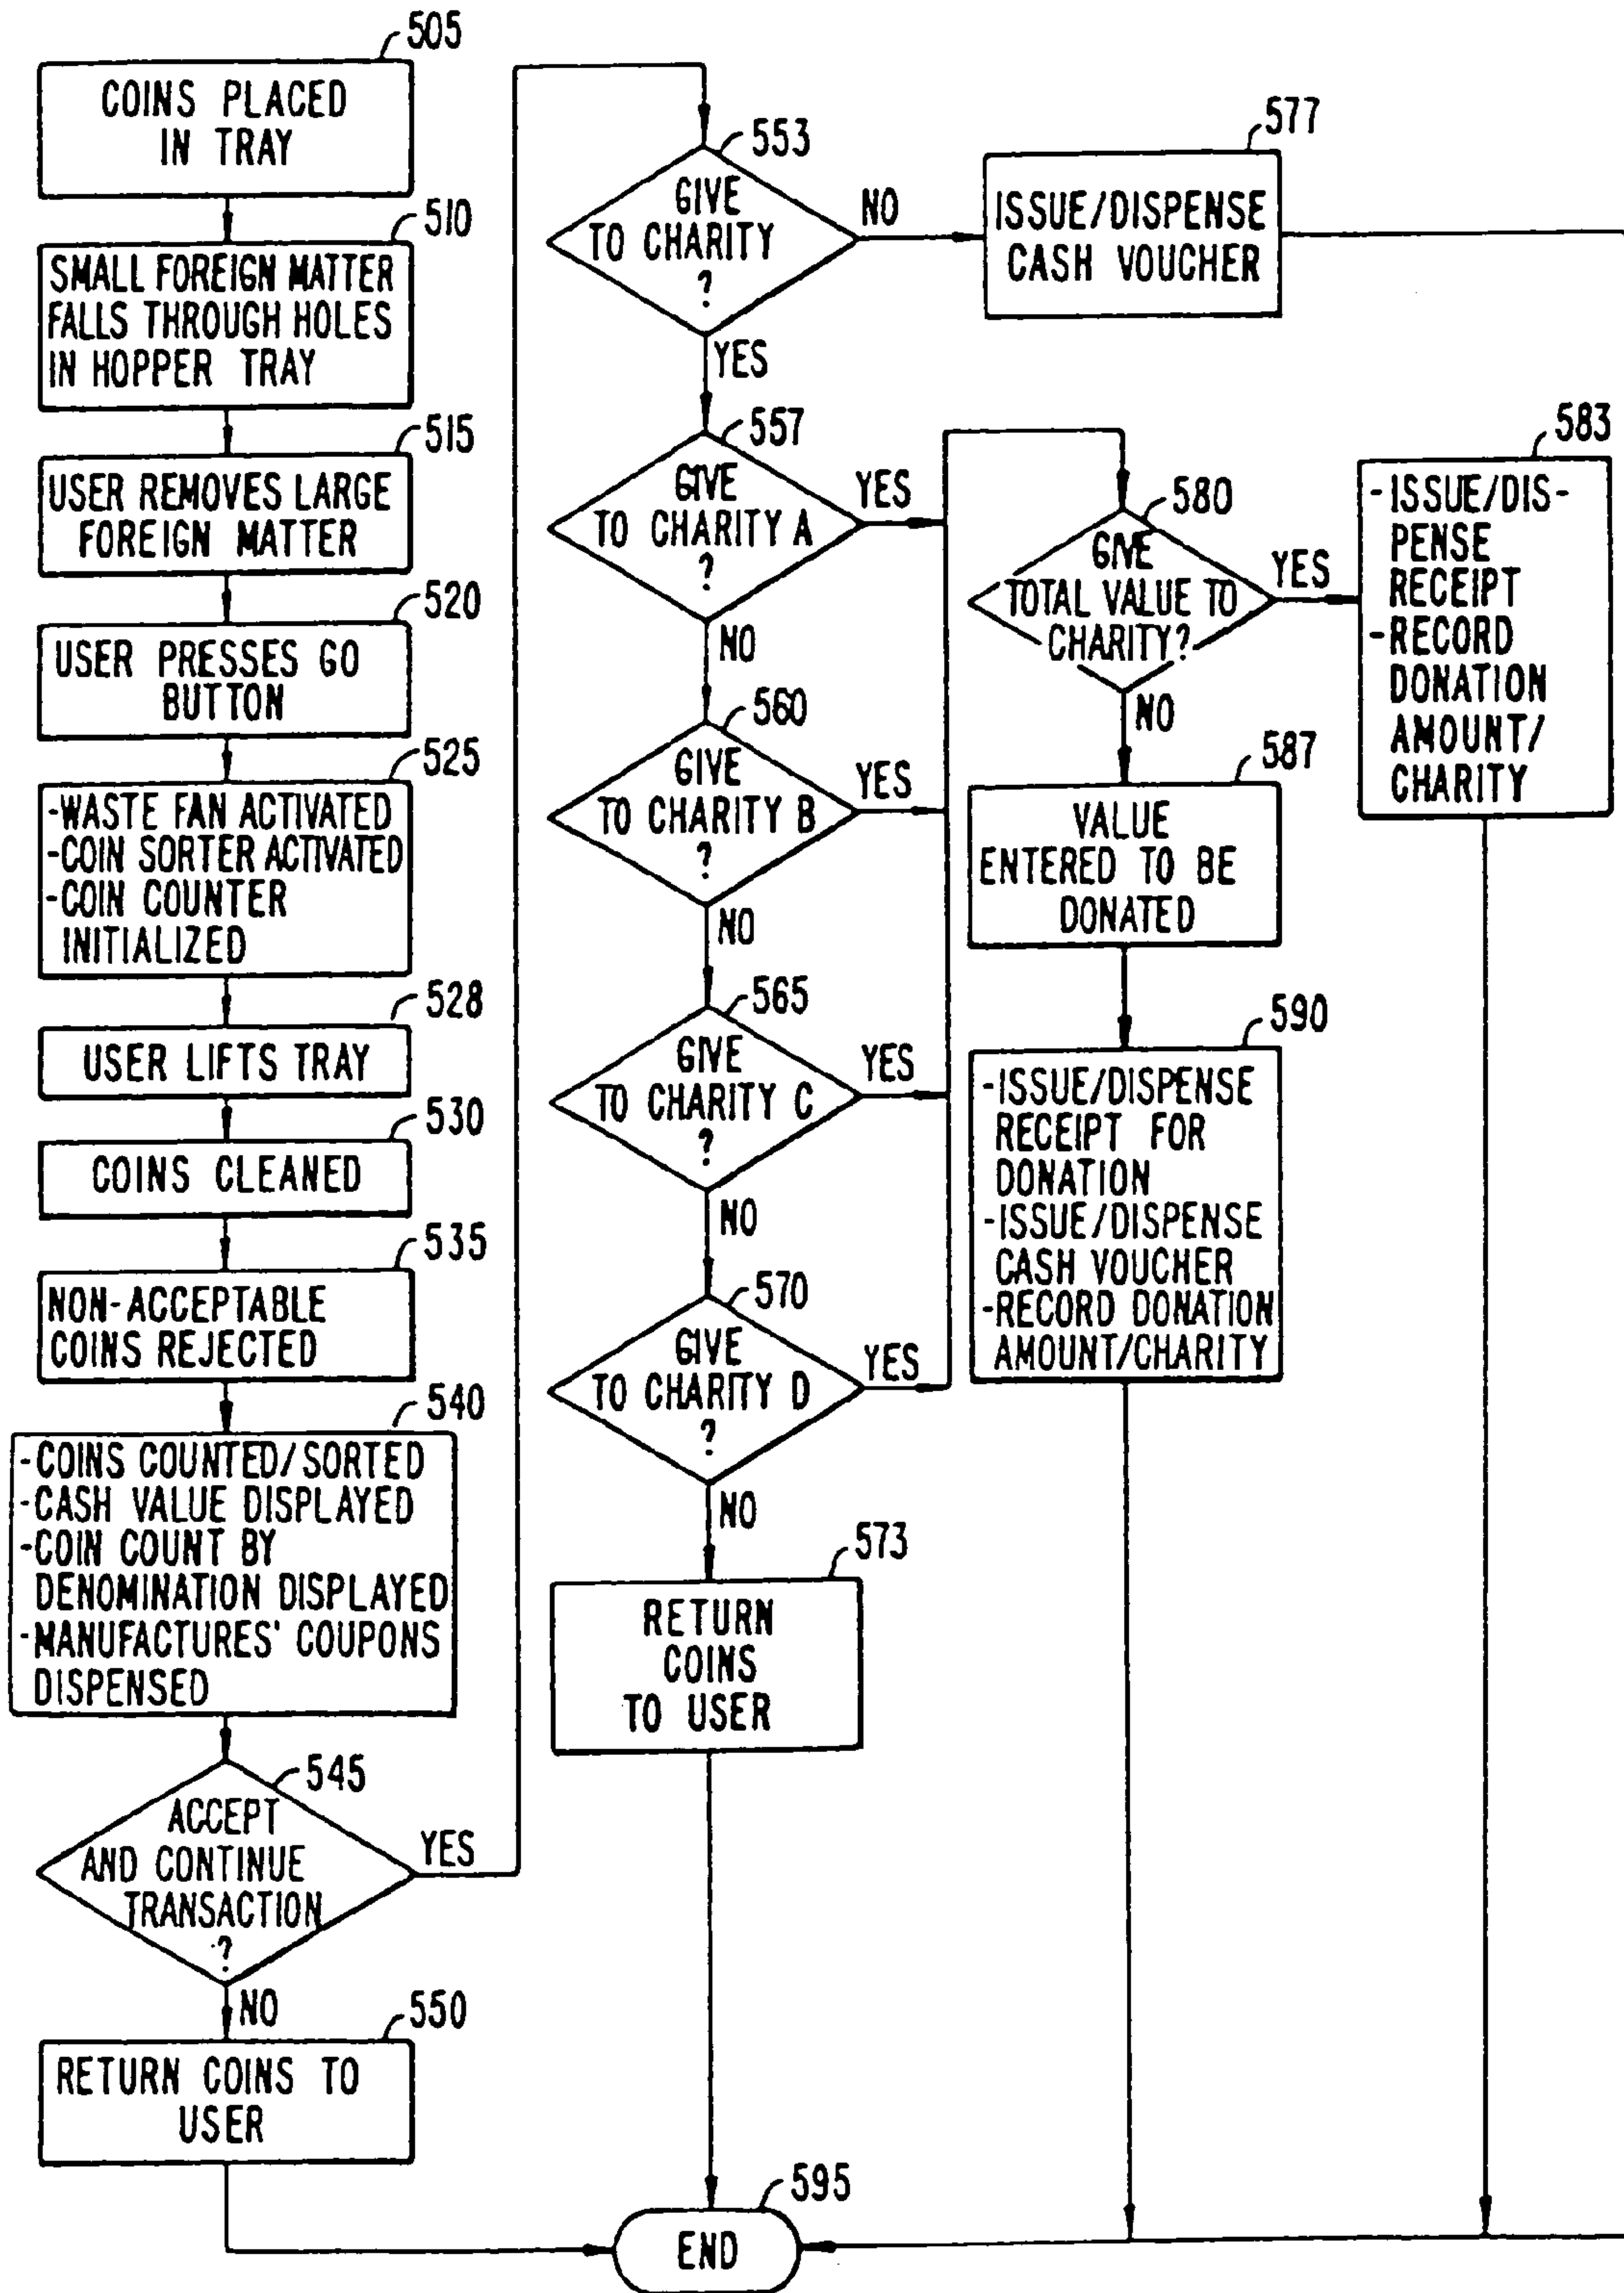 505
COINS PLACED
IN TRAY
510
SMALL FOREIGN MATTER
FALLS THROUGH HOLES
IN HOPPER TRAY
515
USER REMOVES LARGE
FOREIGN MATTER
520
USER PRESSES GO
BUTTON
525
-WASTE FAN ACTIVATED
-COIN SORTER ACTIVATED
-COIN COUNTER
INITIALIZED
528
USER LIFTS TRAY
530
COINS CLEANED
535
NON-ACCEPTABLE
COINS REJECTED
540
-COINS COUNTED/SORTED
-CASH VALUE DISPLAYED
-COIN COUNT BY
DENOMINATION DISPLAYED
-MANUFACTURES' COUPONS
DISPENSED
545
ACCEPT
AND CONTINUE
TRANSACTION
?
YES
NO
550
RETURN COINS TO
USER
553
GIVE
TO CHARITY
?
NO
YES
577
ISSUE/DISPENSE
CASH VOUCHER
557
GIVE
TO CHARITY A
?
YES
NO
560
GIVE
TO CHARITY B
?
YES
NO
565
GIVE
TO CHARITY C
?
YES
NO
570
GIVE
TO CHARITY D
?
YES
NO
573
RETURN
COINS
TO USER
580
GIVE
TOTAL VALUE TO
CHARITY?
YES
NO
583
-ISSUE/DIS-
PENSE
RECEIPT
-RECORD
DONATION
AMOUNT/
CHARITY
587
VALUE
ENTERED TO BE
DONATED
590
-ISSUE/DISPENSE
RECEIPT FOR
DONATION
-ISSUE/DISPENSE
CASH VOUCHER
-RECORD DONATION
AMOUNT/CHARITY
595
END